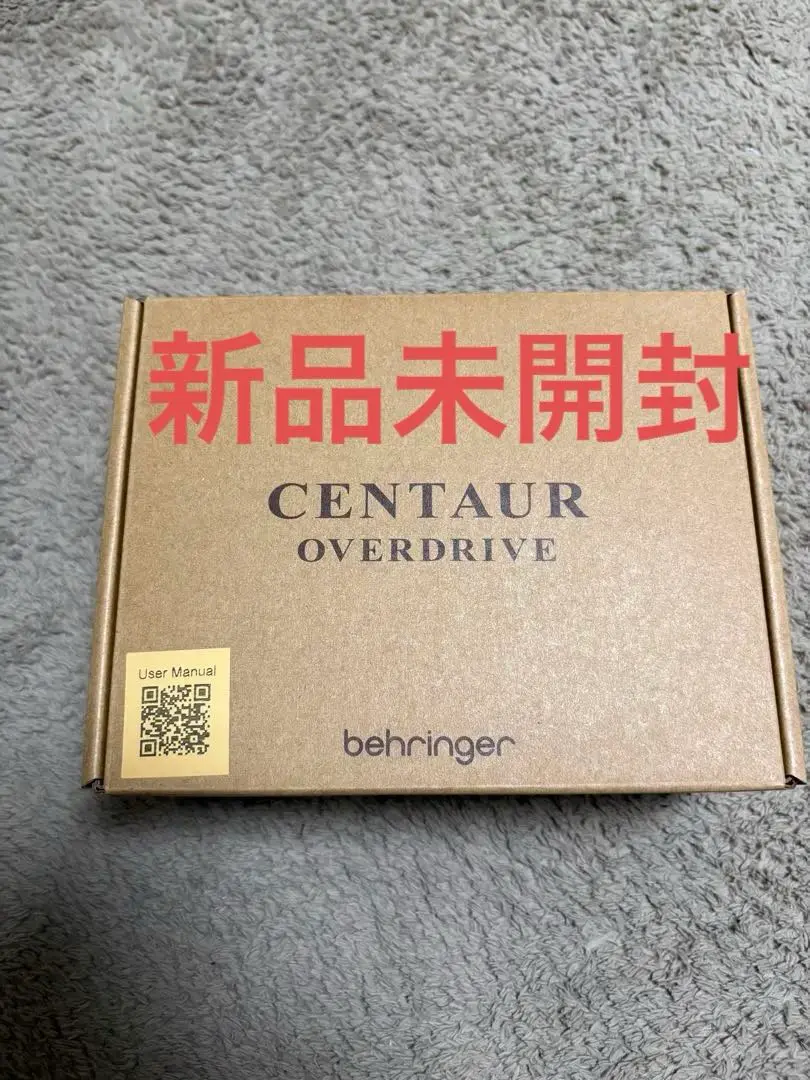 新品未開封
CENTAUR
OVERDRIVE
User Manual
behringer